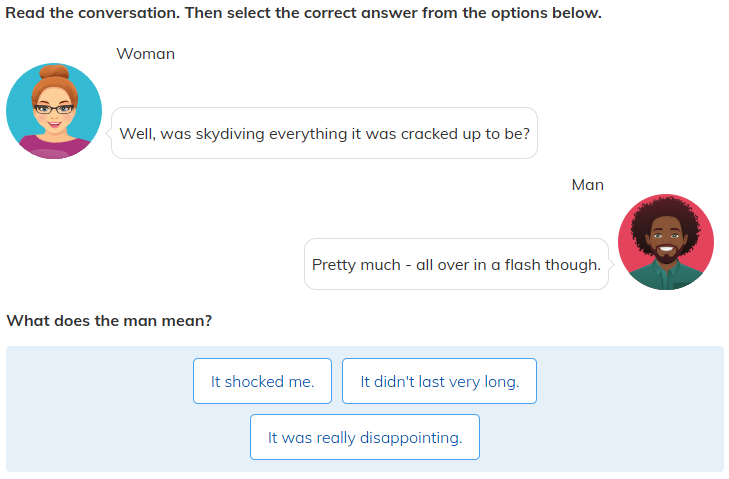 Read the conversation. Then select the correct answer from the options below.
Woman
Well, was skydiving everything it was cracked up to be?
Man
Pretty much - all over in a flash though.
What does the man mean?
It shocked me.
It didn't last very long.
It was really disappointing.